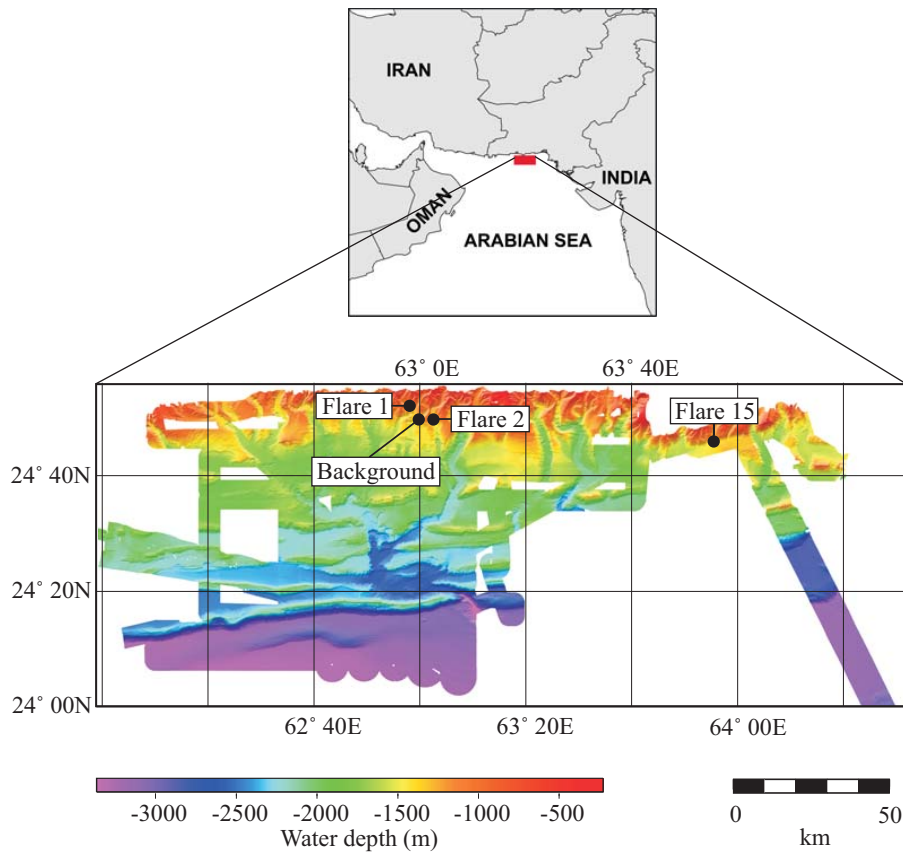 IRAN
OMAN
INDIA
ARABIAN SEA
63° 0E
63° 40E
Flare 1
Flare 2
Flare 15
Background
24° 40N
24° 20N
24° 00N
62° 40E
63° 20E
64° 00E
-3000
-2500
-2000
-1500
-1000
-500
Water depth (m)
0
50
km